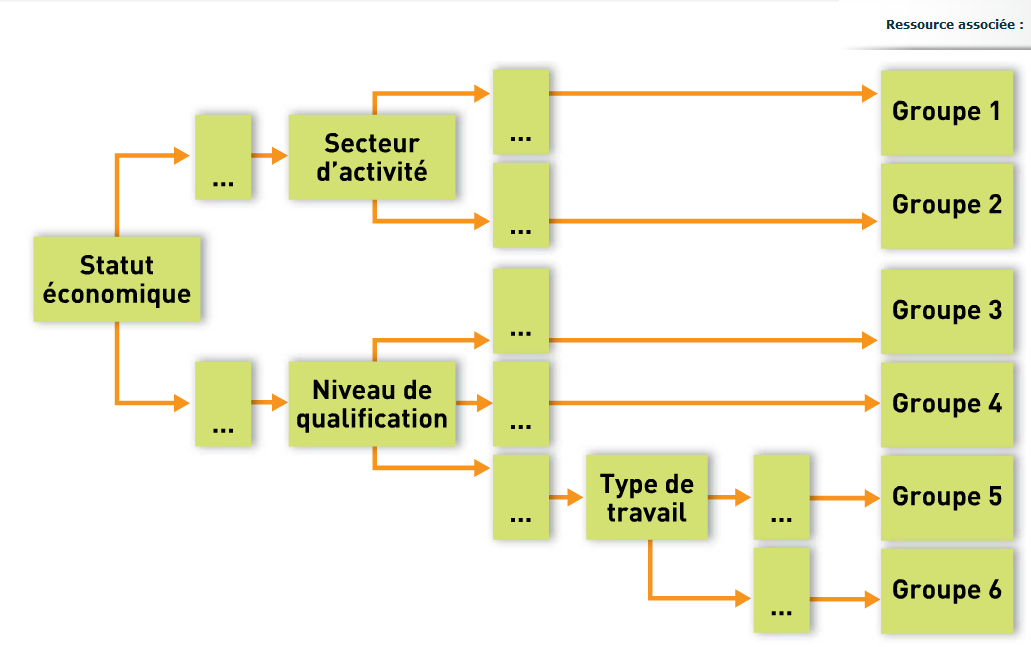 Ressource associée :
...
Secteur
d'activité
...
...
Groupe 1
Groupe 2
Statut
économique
...
Niveau de
qualification
...
...
...
Groupe 3
Groupe 4
Type de
travail
...
...
Groupe 5
Groupe 6